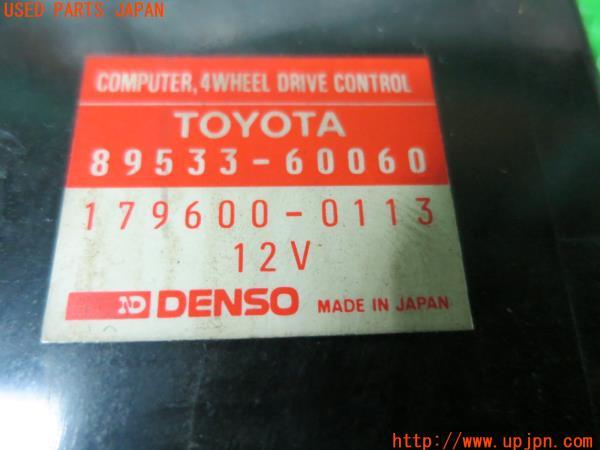 USED PARTS JAPAN
COMPUTER, 4WHEEL DRIVE CONTROL
TOYOTA
89533-60060
179600-0113
12V
ND DENSO MADE IN JAPAN
http://www.upjpn.com/